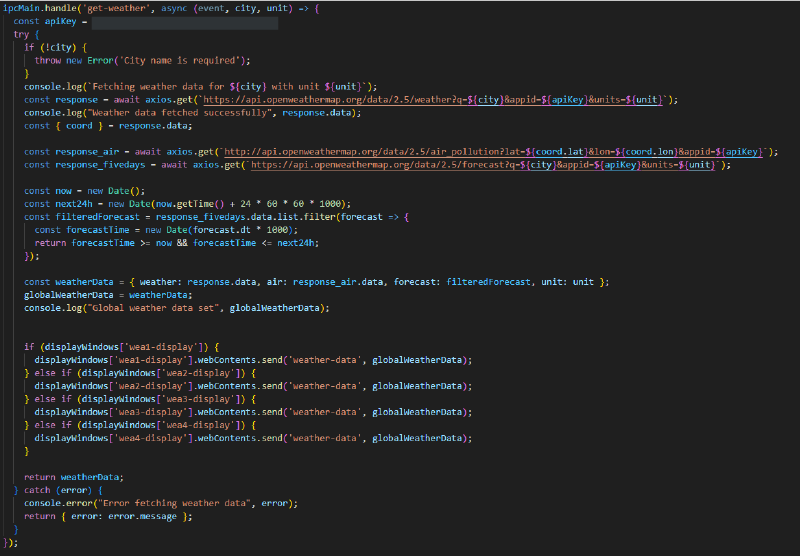 ipcMain.handle('get-weather', async (event, city, unit) => {
const apiKey =
try {
if (!city) {
throw new Error('City name is required');
}
console.log(`Fetching weather data for ${city} with unit ${unit}`);
const response = await axios.get(`https://api.openweathermap.org/data/2.5/weather?q=${city}&appid=${apiKey}&units=${unit}`);
console.log("Weather data fetched successfully", response.data);
const { coord } = response.data;
const response_air = await axios.get(`http://api.openweathermap.org/data/2.5/air_pollution?lat=${coord.lat}&lon=${coord.lon}&appid=${apiKey}`);
const response_fivedays = await axios.get(`https://api.openweathermap.org/data/2.5/forecast?q=${city}&appid=${apiKey}&units=${unit}`);
const now = new Date();
const next24h = new Date(now.getTime() + 24 * 60 * 60 * 1000);
const filteredForecast = response_fivedays.data.list.filter(forecast => {
const forecastTime = new Date(forecast.dt * 1000);
return forecastTime >= now && forecastTime <= next24h;
});
const weatherData = { weather: response.data, air: response_air.data, forecast: filteredForecast, unit: unit };
globalWeatherData = weatherData;
console.log("Global weather data set", globalWeatherData);
if (displayWindows['wea1-display']) {
displayWindows['wea1-display'].webContents.send('weather-data', globalWeatherData);
} else if (displayWindows['wea2-display']) {
displayWindows['wea2-display'].webContents.send('weather-data', globalWeatherData);
} else if (displayWindows['wea3-display']) {
displayWindows['wea3-display'].webContents.send('weather-data', globalWeatherData);
} else if (displayWindows['wea4-display']) {
displayWindows['wea4-display'].webContents.send('weather-data', globalWeatherData);
}
return weatherData;
} catch (error) {
console.error("Error fetching weather data", error);
return { error: error.message };
}
});